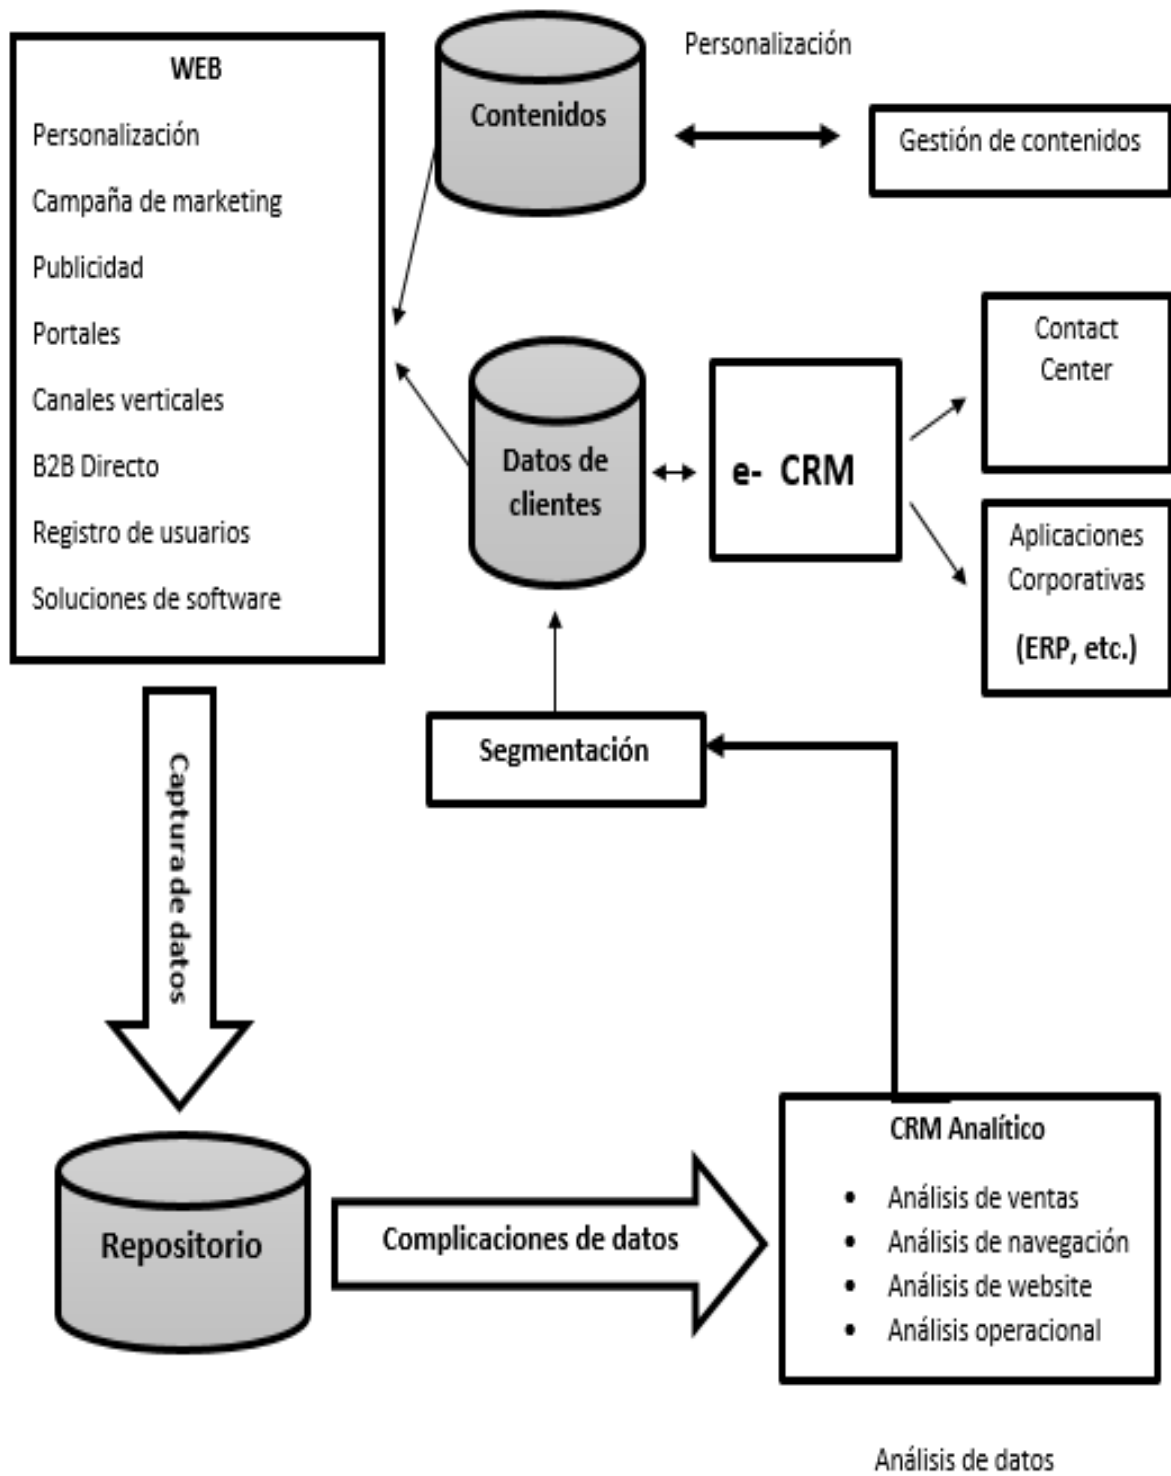 WEB
Personalización
Campaña de marketing
Publicidad
Portales
Canales verticales
B2B Directo
Registro de usuarios
Soluciones de software
Contenidos
Personalización
Gestión de contenidos
Datos de
clientes
e- CRM
Contact
Center
Aplicaciones
Corporativas
(ERP, etc.)
Segmentación
Captura de datos
Repositorio
Complicaciones de datos
CRM Analítico
• Análisis de ventas
• Análisis de navegación
• Análisis de website
• Análisis operacional
Análisis de datos